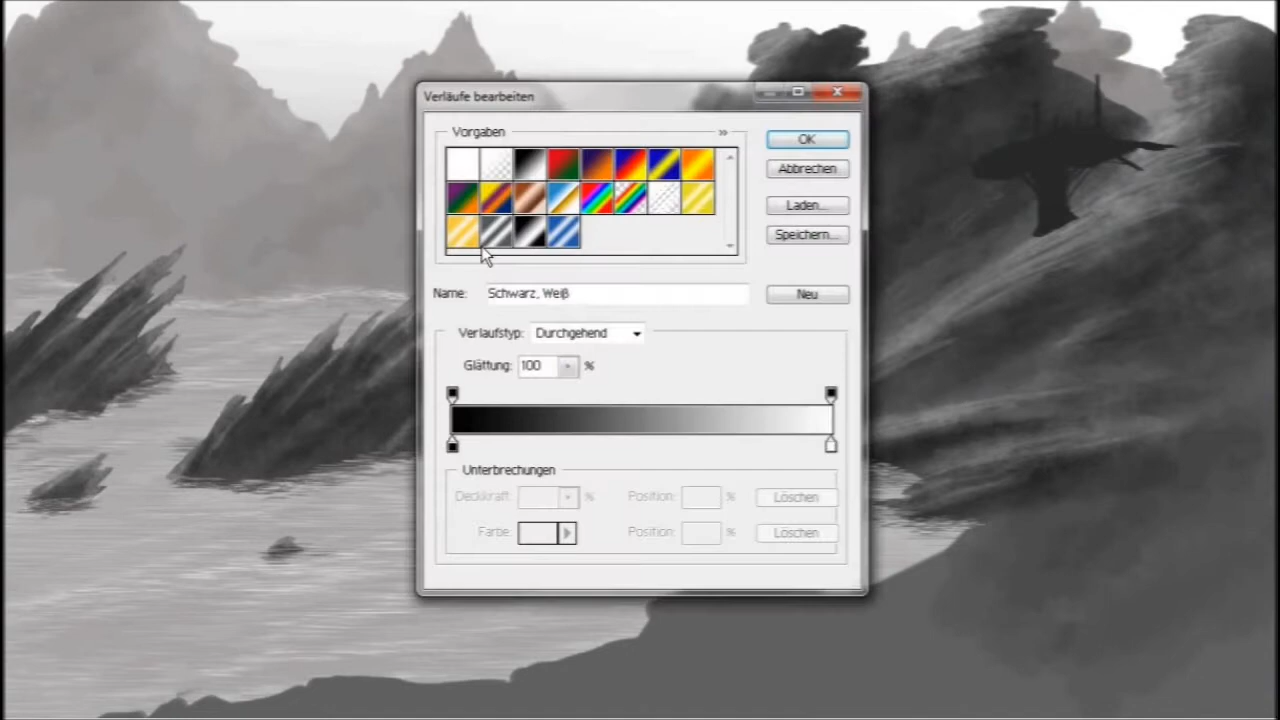 Verläufe bearbeiten
Vorgaben
OK
Abbrechen
Laden...
Speichern...
Name: Schwarz, Weiß
Neu
Verlaufstyp: Durchgehend
Glättung: 100 %
Unterbrechungen
Deckkraft: % Position: % Löschen
Farbe: Position: % Löschen